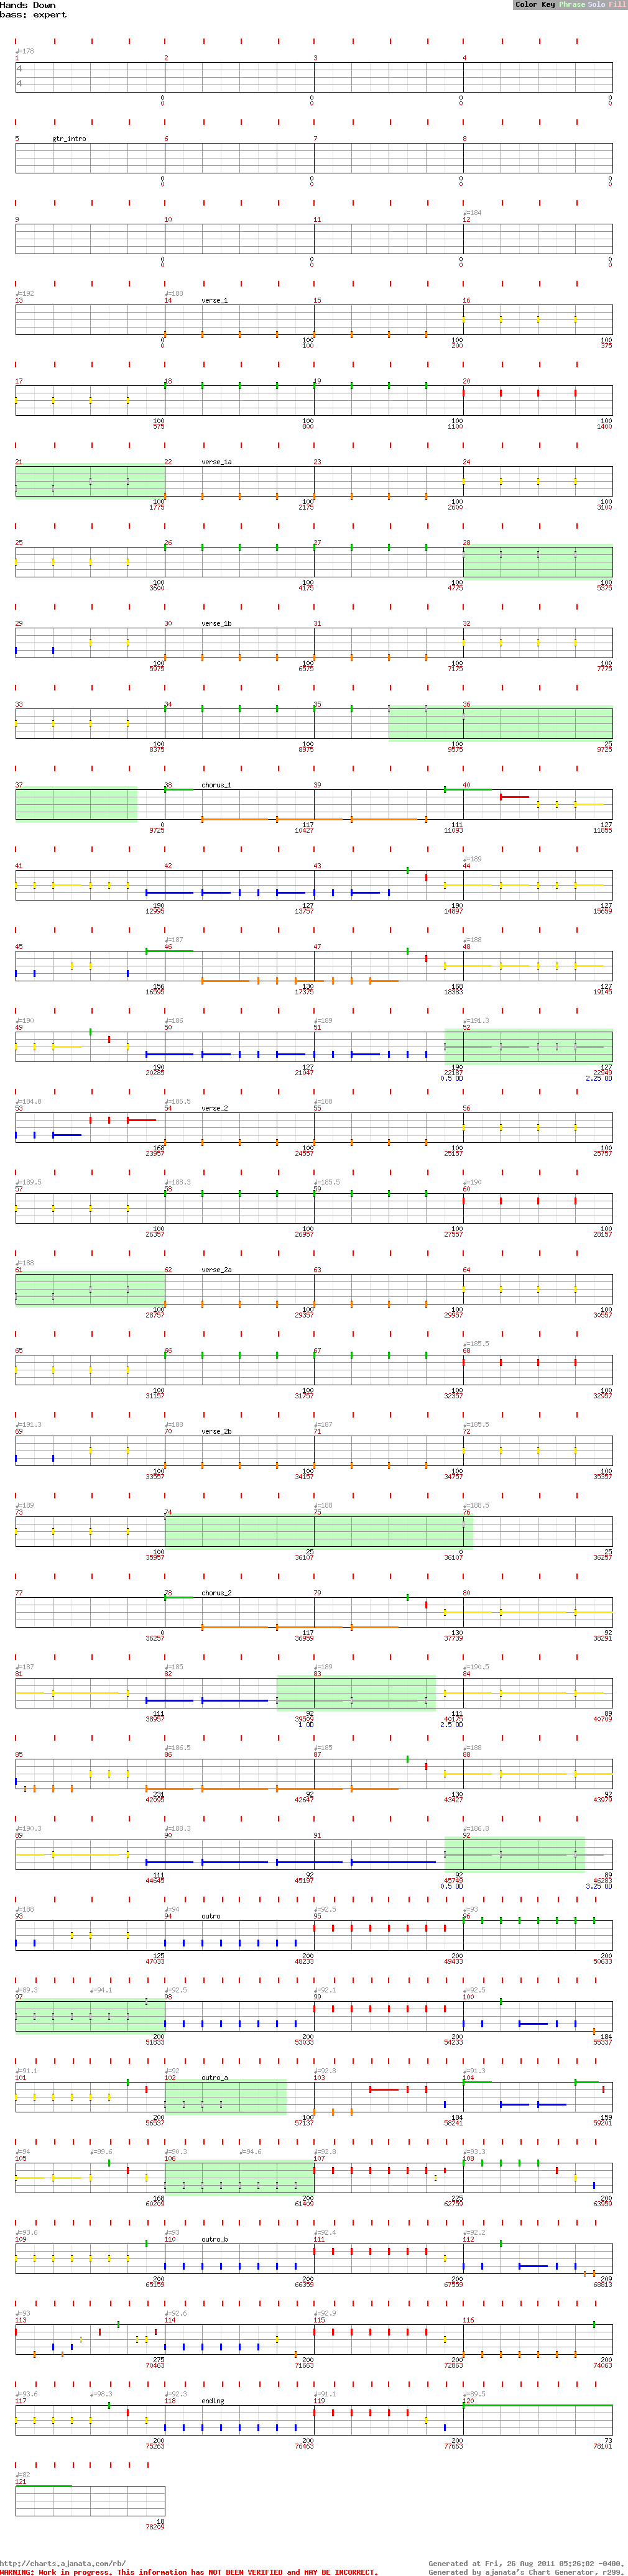 Hands Down
bass: expert
Color Key Phrase Solo Fill
♩=178
1 2 3 4
0 0 0 0
0 0 0 0
5 gtr_intro 6 7 8
0 0 0 0
0 0 0 0
♩=184
9 10 11 12
0 0 0 0
0 0 0 0
♩=192 ♩=188
13 14 verse_1 15 16
0 100 100 100
0 100 200 375
17 18 19 20
100 100 100 100
575 800 1100 1400
21 22 verse_1a 23 24
100 100 100 100
1775 2175 2600 3100
25 26 27 28
100 100 100 100
3600 4175 4775 5375
29 30 verse_1b 31 32
100 100 100 100
5975 6575 7175 7775
33 34 35 36
100 100 100 25
8375 8975 9575 9725
37 38 chorus_1 39 40
0 117 111 127
9725 10427 11093 11855
♩=189
41 42 43 44
190 127 190 127
12995 13757 14897 15659
♩=187 ♩=188
45 46 47 48
156 130 168 127
16595 17375 18383 19145
♩=190 ♩=186 ♩=189 ♩=191.3
49 50 51 52
190 127 190 127
20285 21047 22187 22949
0.5 OD 2.25 OD
♩=184.8 ♩=186.5 ♩=188
53 54 verse_2 55 56
168 100 100 100
23957 24557 25157 25757
♩=189.5 ♩=188.3 ♩=185.5 ♩=190
57 58 59 60
100 100 100 100
26357 26957 27557 28157
♩=188
61 62 verse_2a 63 64
100 100 100 100
28757 29357 29957 30557
♩=185.5
65 66 67 68
100 100 100 100
31157 31757 32357 32957
♩=191.3 ♩=188 ♩=187 ♩=185.5
69 70 verse_2b 71 72
100 100 100 100
33557 34157 34757 35357
♩=189 ♩=188 ♩=188.5
73 74 75 76
100 25 0 25
35957 36107 36107 36257
77 78 chorus_2 79 80
0 117 130 92
36257 36959 37739 38291
♩=187 ♩=185 ♩=189 ♩=190.5
81 82 83 84
111 92 111 89
38957 39509 40175 40709
1 OD 2.5 OD
♩=186.5 ♩=185 ♩=188
85 86 87 88
231 92 130 92
42095 42647 43427 43979
♩=190.3 ♩=188.3 ♩=186.8
89 90 91 92
111 92 92 89
44645 45197 45749 46283
0.5 OD 3.25 OD
♩=188 ♩=94 ♩=92.5 ♩=93
93 94 outro 95 96
125 200 200 200
47033 48233 49433 50633
♩=89.3 ♩=94.1 ♩=92.5 ♩=92.1 ♩=92.5
97 98 99 100
200 200 200 184
51833 53033 54233 55337
♩=91.1 ♩=92 ♩=92.8 ♩=91.3
101 102 outro_a 103 104
200 100 184 159
56537 57137 58241 59201
♩=94 ♩=99.6 ♩=90.3 ♩=94.6 ♩=92.8 ♩=93.3
105 106 107 108
168 200 225 200
60209 61409 62759 63959
♩=93.6 ♩=93 ♩=92.4 ♩=92.2
109 110 outro_b 111 112
200 200 200 209
65159 66359 67559 68813
♩=93 ♩=92.6 ♩=92.9
113 114 115 116
275 200 200 200
70463 71663 72863 74063
♩=93.6 ♩=98.3 ♩=92.3 ♩=91.1 ♩=89.5
117 118 ending 119 120
200 200 200 73
75263 76463 77663 78101
♩=82
121
18
78209
http://charts.ajanata.com/rb/ Generated at Fri, 26 Aug 2011 05:26:02 -0400.
WARNING: Work in progress. This information has NOT BEEN VERIFIED and MAY BE INCORRECT. Generated by ajanata's Chart Generator, r299.